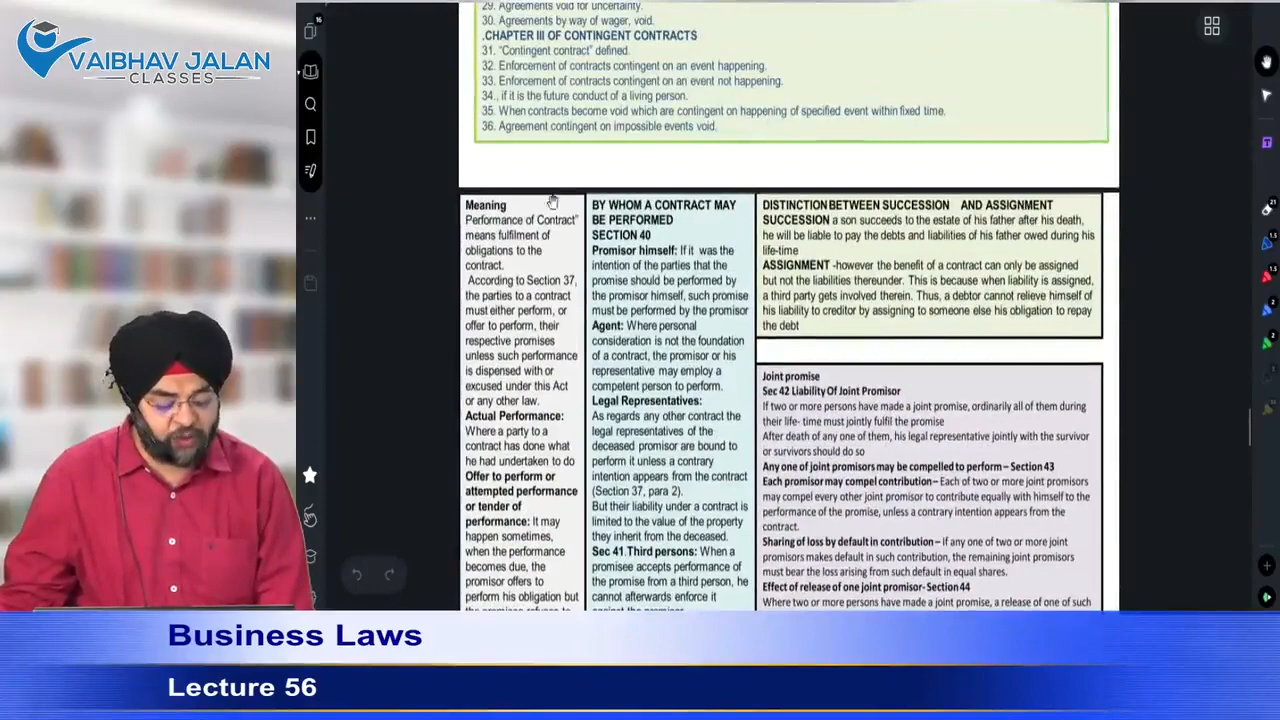 VAIBHAV JALAN
CLASSES
29. Agreements void for uncertainty.
30. Agreements by way of wager, void.
.CHAPTER III OF CONTINGENT CONTRACTS
31. "Contingent contract" defined.
32. Enforcement of contracts contingent on an event happening.
33. Enforcement of contracts contingent on an event not happening.
34., if it is the future conduct of a living person.
35. When contracts become void which are contingent on happening of specified event within fixed time.
36. Agreement contingent on impossible events void.
Meaning
Performance of Contract"
means fulfilment of
obligations to the
contract.
According to Section 37,
the parties to a contract
must either perform, or
offer to perform, their
respective promises
unless such performance
is dispensed with or
excused under this Act
or any other law.
Actual Performance:
Where a party to a
contract has done what
he had undertaken to do
Offer to perform or
attempted performance
or tender of
performance: It may
happen sometimes,
when the performance
becomes due, the
promisor offers to
perform his obligation but
BY WHOM A CONTRACT MAY
BE PERFORMED
SECTION 40
Promisor himself: If it was the
intention of the parties that the
promise should be performed by
the promisor himself, such promise
must be performed by the promisor
Agent: Where personal
consideration is not the foundation
of a contract, the promisor or his
representative may employ a
competent person to perform.
Legal Representatives:
As regards any other contract the
legal representatives of the
deceased promisor are bound to
perform it unless a contrary
intention appears from the contract
(Section 37, para 2).
But their liability under a contract is
limited to the value of the property
they inherit from the deceased.
Sec 41 Third persons: When a
promisee accepts performance of
the promise from a third person, he
cannot afterwards enforce it
DISTINCTION BETWEEN SUCCESSION AND ASSIGNMENT
SUCCESSION a son succeeds to the estate of his father after his death,
he will be liable to pay the debts and liabilities of his father owed during his
life-time
ASSIGNMENT -however the benefit of a contract can only be assigned
but not the liabilities thereunder. This is because when liability is assigned,
a third party gets involved therein. Thus, a debtor cannot relieve himself of
his liability to creditor by assigning to someone else his obligation to repay
the debt
Joint promise
Sec 42 Liability Of Joint Promisor
If two or more persons have made a joint promise, ordinarily all of them during
their life- time must jointly fulfil the promise
After death of any one of them, his legal representative jointly with the survivor
or survivors should do so
Any one of joint promisors may be compelled to perform – Section 43
Each promisor may compel contribution – Each of two or more joint promisors
may compel every other joint promisor to contribute equally with himself to the
performance of the promise, unless a contrary intention appears from the
contract.
Sharing of loss by default in contribution – if any one of two or more joint
promisors makes default in such contribution, the remaining joint promisors
must bear the loss arising from such default in equal shares.
Effect of release of one joint promisor- Section 44
Where two or more persons have made a joint promise, a release of one of such
Business Laws
Lecture 56